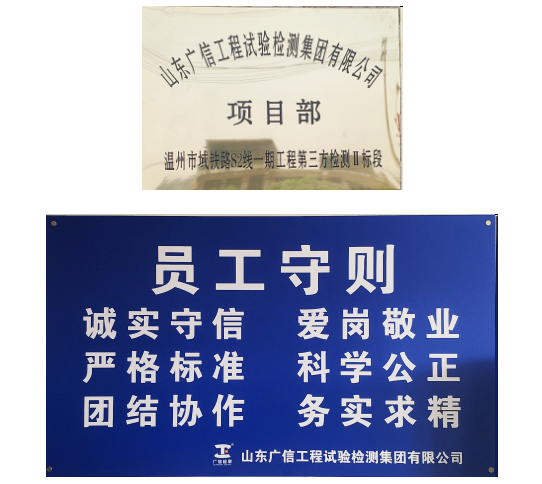 山东广信工程试验检测集团有限公司
项目部
温州市域铁路S2线一期工程第三方检测Ⅱ标段
员工守则
诚实守信 爱岗敬业
严格标准 科学公正
团结协作 务实求精
广信检测 山东广信工程试验检测集团有限公司